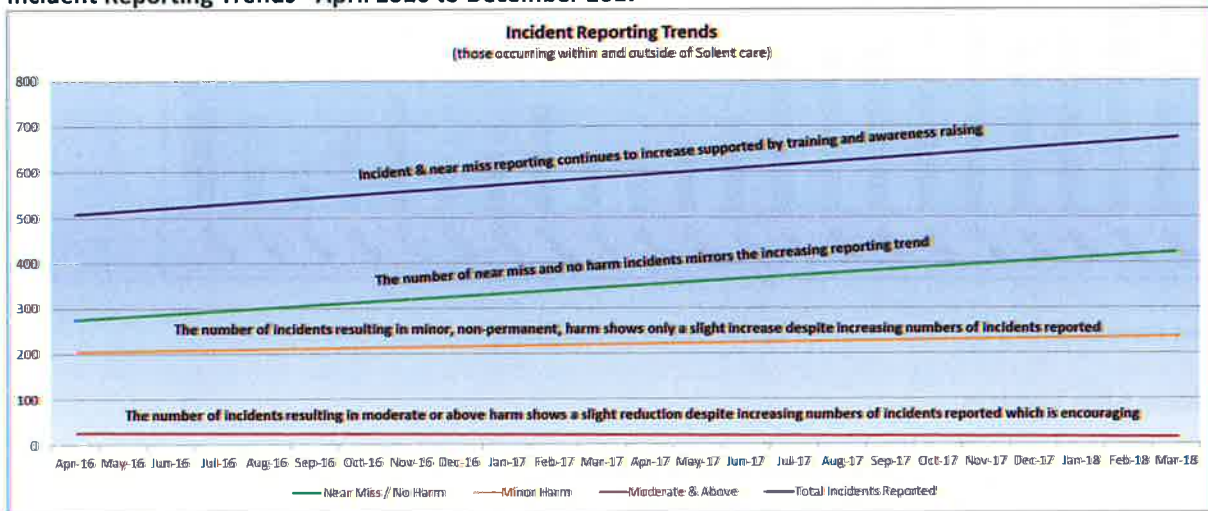 Incident Reporting Trends
(those occurring within and outside of Solent care)
800
700
600
500
400
300
200
100
0
Incident & near miss reporting continues to increase supported by training and awareness raising
The number of near miss and no harm incidents mirrors the increasing reporting trend
The number of incidents resulting in minor, non-permanent, harm shows only a slight increase despite increasing numbers of incidents reported
The number of incidents resulting in moderate or above harm shows a slight reduction despite increasing numbers of incidents reported which is encouraging
Apr-16 May-16 Jun-16 Jul-16 Aug-16 Sep-16 Oct-16 Nov-16 Dec-16 Jan-17 Feb-17 Mar-17 Apr-17 May-17 Jun-17 Jul-17 Aug-17 Sep-17 Oct-17 Nov-17 Dec-17 Jan-18 Feb-18 Mar-18
Near Miss / No Harm Minor Harm Moderate & Above Total Incidents Reported